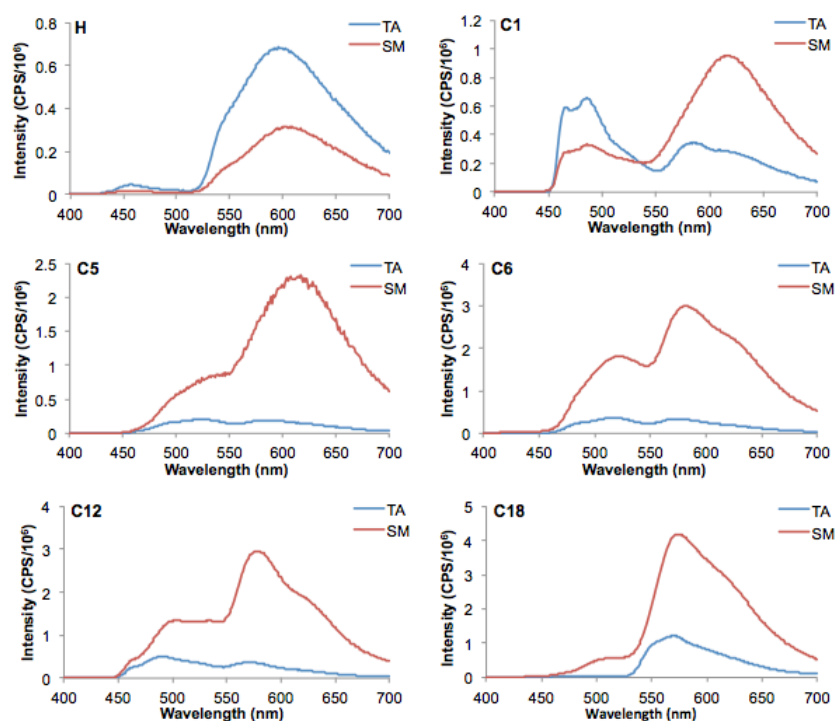 H
TA
SM
Intensity (CPS/10⁶)
0.8
0.6
0.4
0.2
0
400 450 500 550 600 650 700
Wavelength (nm)
C1
TA
SM
Intensity (CPS/10⁶)
1.2
1
0.8
0.6
0.4
0.2
0
400 450 500 550 600 650 700
Wavelength (nm)
C5
TA
SM
Intensity (CPS/10⁶)
2.5
2
1.5
1
0.5
0
400 450 500 550 600 650 700
Wavelength (nm)
C6
TA
SM
Intensity (CPS/10⁶)
4
3
2
1
0
400 450 500 550 600 650 700
Wavelength (nm)
C12
TA
SM
Intensity (CPS/10⁶)
4
3
2
1
0
400 450 500 550 600 650 700
Wavelength (nm)
C18
TA
SM
Intensity (CPS/10⁶)
5
4
3
2
1
0
400 450 500 550 600 650 700
Wavelength (nm)